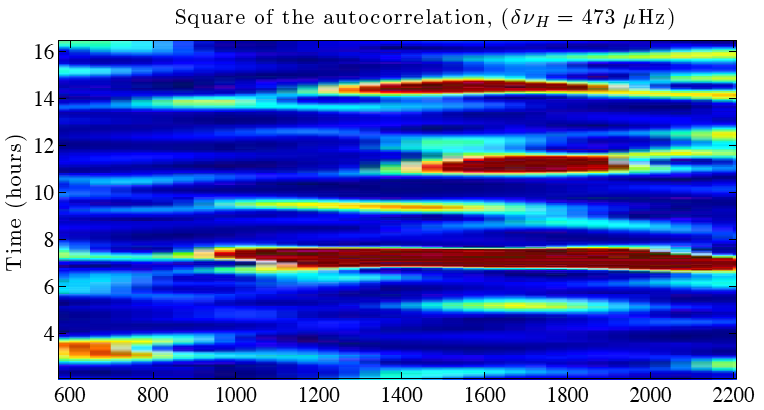 Square of the autocorrelation, (δν_H = 473 μHz)
16
14
12
10
8
6
4
Time (hours)
600 800 1000 1200 1400 1600 1800 2000 2200